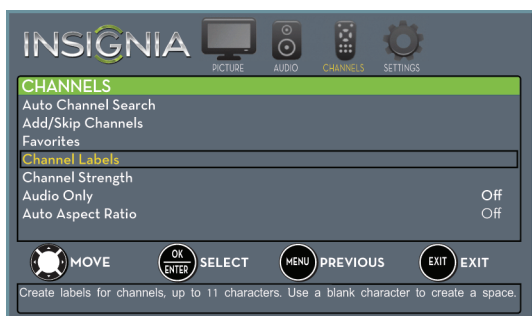 INSIGNIA
PICTURE AUDIO CHANNELS SETTINGS
CHANNELS
Auto Channel Search
Add/Skip Channels
Favorites
Channel Labels
Channel Strength
Audio Only Off
Auto Aspect Ratio Off
MOVE OK ENTER SELECT MENU PREVIOUS EXIT EXIT
Create labels for channels, up to 11 characters. Use a blank character to create a space.